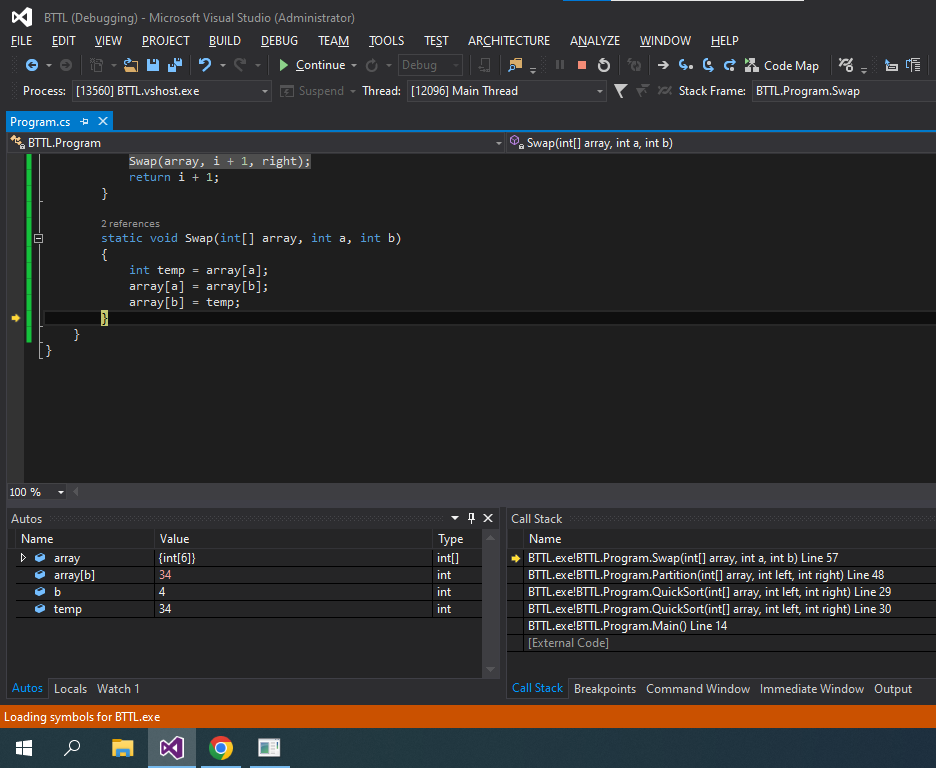 BTTL (Debugging) - Microsoft Visual Studio (Administrator)
FILE EDIT VIEW PROJECT BUILD DEBUG TEAM TOOLS TEST ARCHITECTURE ANALYZE WINDOW HELP
Continue Debug Code Map
Process: [13560] BTTL.vshost.exe Suspend Thread: [12096] Main Thread Stack Frame: BTTL.Program.Swap
Program.cs
BTTL.Program Swap(int[] array, int a, int b)
Swap(array, i + 1, right);
return i + 1;
}
2 references
static void Swap(int[] array, int a, int b)
{
int temp = array[a];
array[a] = array[b];
array[b] = temp;
}
}
}
100 %
Autos
Name Value Type
array {int[6]} int[]
array[b] 34 int
b 4 int
temp 34 int
Autos Locals Watch 1
Call Stack
Name
BTTL.exe!BTTL.Program.Swap(int[] array, int a, int b) Line 57
BTTL.exe!BTTL.Program.Partition(int[] array, int left, int right) Line 48
BTTL.exe!BTTL.Program.QuickSort(int[] array, int left, int right) Line 29
BTTL.exe!BTTL.Program.QuickSort(int[] array, int left, int right) Line 30
BTTL.exe!BTTL.Program.Main() Line 14
[External Code]
Call Stack Breakpoints Command Window Immediate Window Output
Loading symbols for BTTL.exe